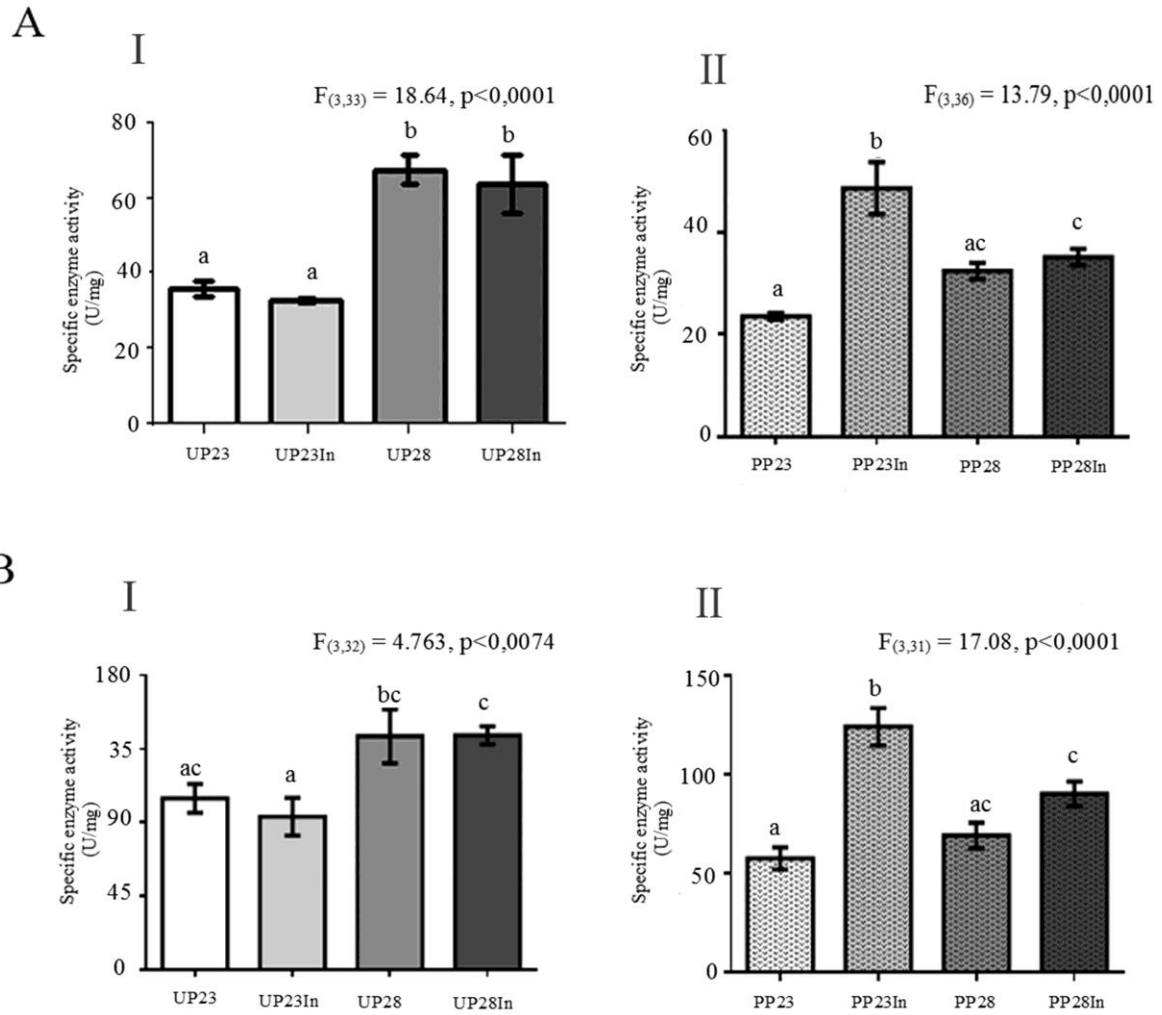 A
I
F(3,33) = 18.64, p<0,0001
80
60
40
20
0
Specific enzyme activity
(U/mg)
a
a
b
b
UP23
UP23In
UP28
UP28In
II
F(3,36) = 13.79, p<0,0001
60
40
20
0
Specific enzyme activity
(U/mg)
a
b
ac
c
PP23
PP23In
PP28
PP28In
B
I
F(3,32) = 4.763, p<0,0074
180
35
90
45
0
Specific enzyme activity
(U/mg)
ac
a
bc
c
UP23
UP23In
UP28
UP28In
II
F(3,31) = 17.08, p<0,0001
150
100
50
0
Specific enzyme activity
(U/mg)
a
b
ac
c
PP23
PP23In
PP28
PP28In